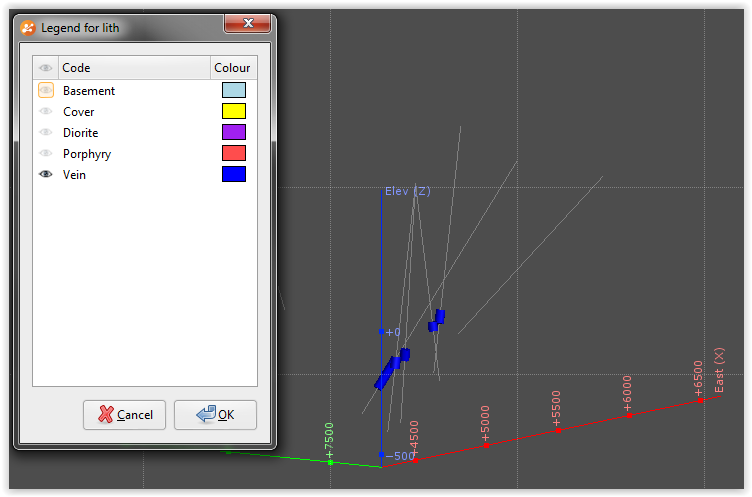 Legend for lith
Code Colour
Basement
Cover
Diorite
Porphyry
Vein
Cancel OK
Elev (Z)
+0
-500
+7500
+4500
+5000
+5500
+6000
+6500
East (X)